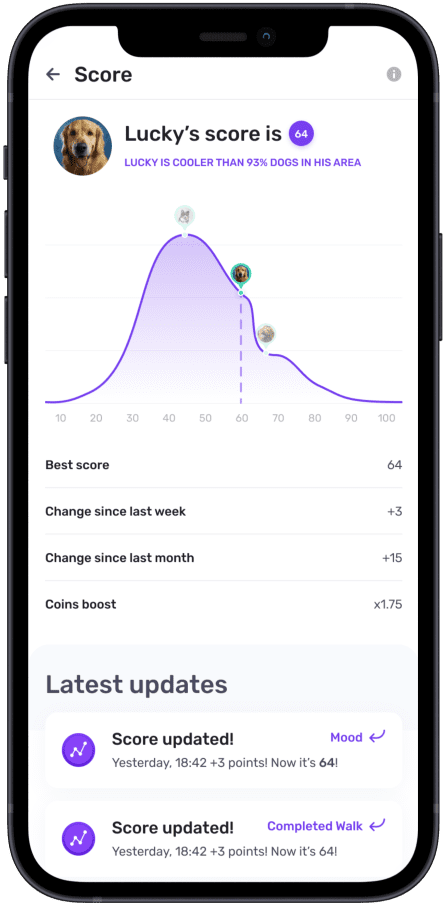 Score
Lucky’s score is 64
LUCKY IS COOLER THAN 93% DOGS IN HIS AREA
10 20 30 40 50 60 70 80 90 100
Best score 64
Change since last week +3
Change since last month +15
Coins boost x1.75
Latest updates
Score updated! Mood
Yesterday, 18:42 +3 points! Now it’s 64!
Score updated! Completed Walk
Yesterday, 18:42 +3 points! Now it’s 64!